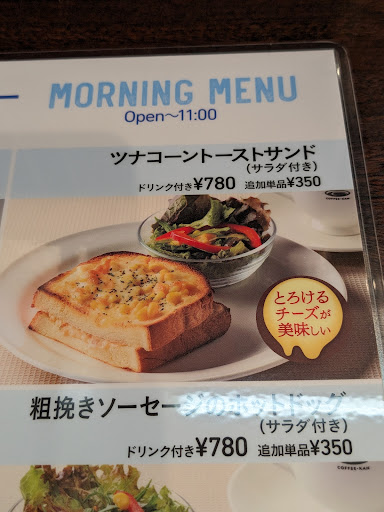 MORNING MENU
Open～11:00
ツナコーントーストサンド
(サラダ付き)
ドリンク付き¥780 追加単品¥350
COFFEE-KAN
とろける
チーズが
美味しい
粗挽きソーセージのホットドッグ
(サラダ付き)
ドリンク付き¥780 追加単品¥350
COFFEE-KAN